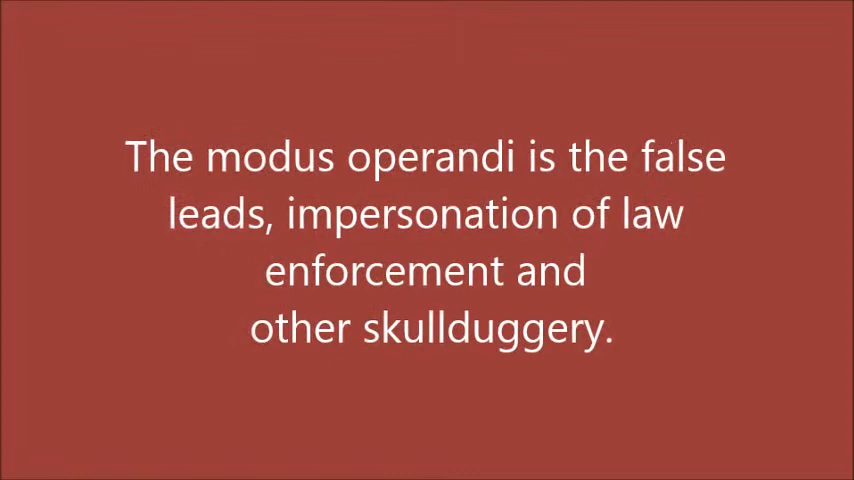 The modus operandi is the false
leads, impersonation of law
enforcement and
other skullduggery.